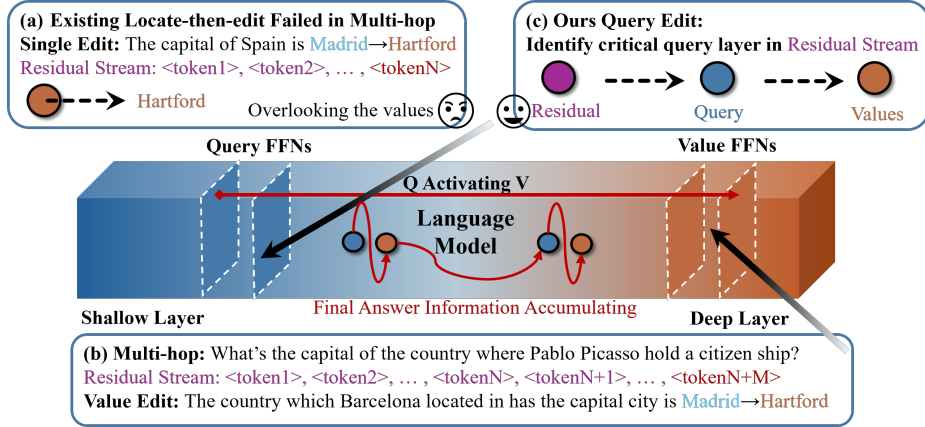 (a) Existing Locate-then-edit Failed in Multi-hop
Single Edit: The capital of Spain is Madrid→Hartford
Residual Stream: <token1>, <token2>, … , <tokenN>
Hartford
Overlooking the values
(c) Ours Query Edit:
Identify critical query layer in Residual Stream
Residual
Query
Values
Query FFNs
Value FFNs
Q Activating V
Language
Model
Final Answer Information Accumulating
Shallow Layer
Deep Layer
(b) Multi-hop: What's the capital of the country where Pablo Picasso hold a citizen ship?
Residual Stream: <token1>, <token2>, … , <tokenN>, <tokenN+1>, … , <tokenN+M>
Value Edit: The country which Barcelona located in has the capital city is Madrid→Hartford